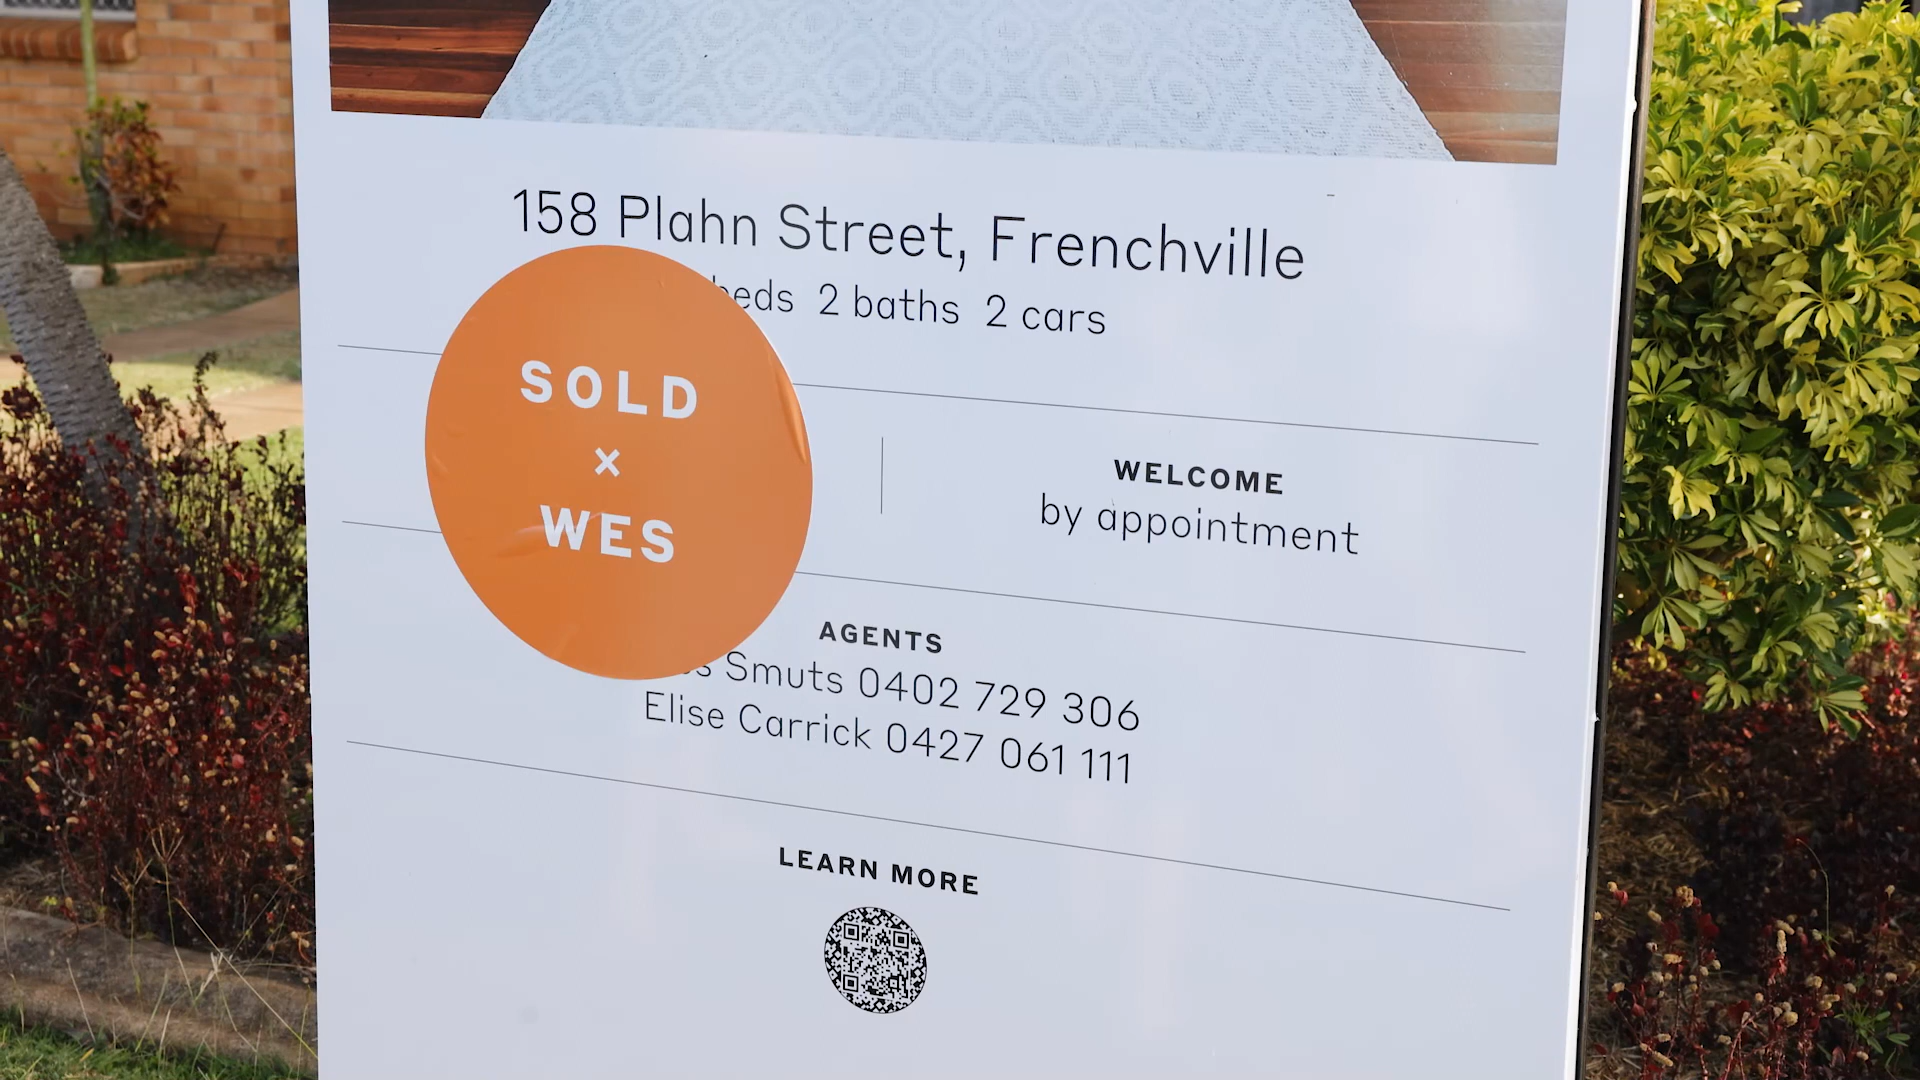 158 Plahn Street, Frenchville
beds 2 baths 2 cars
SOLD
×
WES
WELCOME
by appointment
AGENTS
Smuts 0402 729 306
Elise Carrick 0427 061 111
LEARN MORE